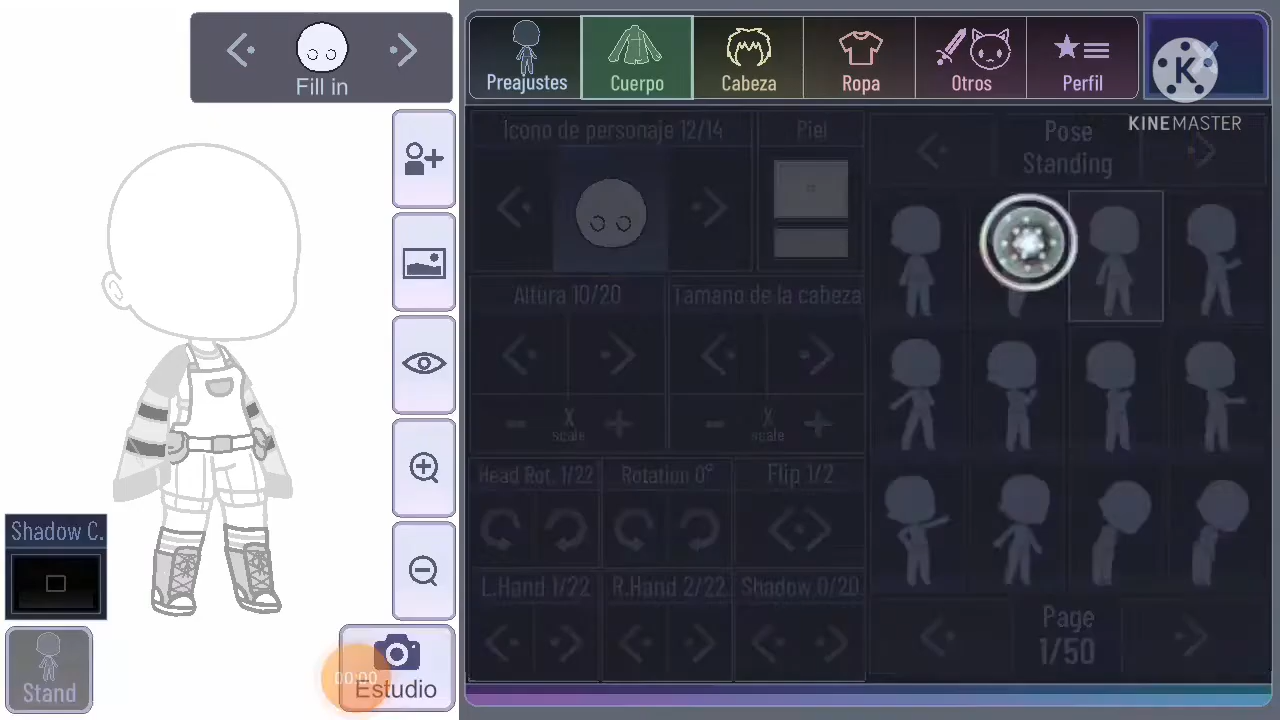 Fill in
Preajustes
Cuerpo
Cabeza
Ropa
Otros
Perfil
K
KINEMASTER
Icono de personaje 12/14
Piel
Pose
Standing
Altura 10/20
Tamano de la cabeza
X
scale
X
scale
Head Rot. 1/22
Rotation 0°
Flip 1/2
L.Hand 1/22
R.Hand 2/22
Shadow 0/20
Page
1/50
Shadow C.
Stand
00:00
Estudio